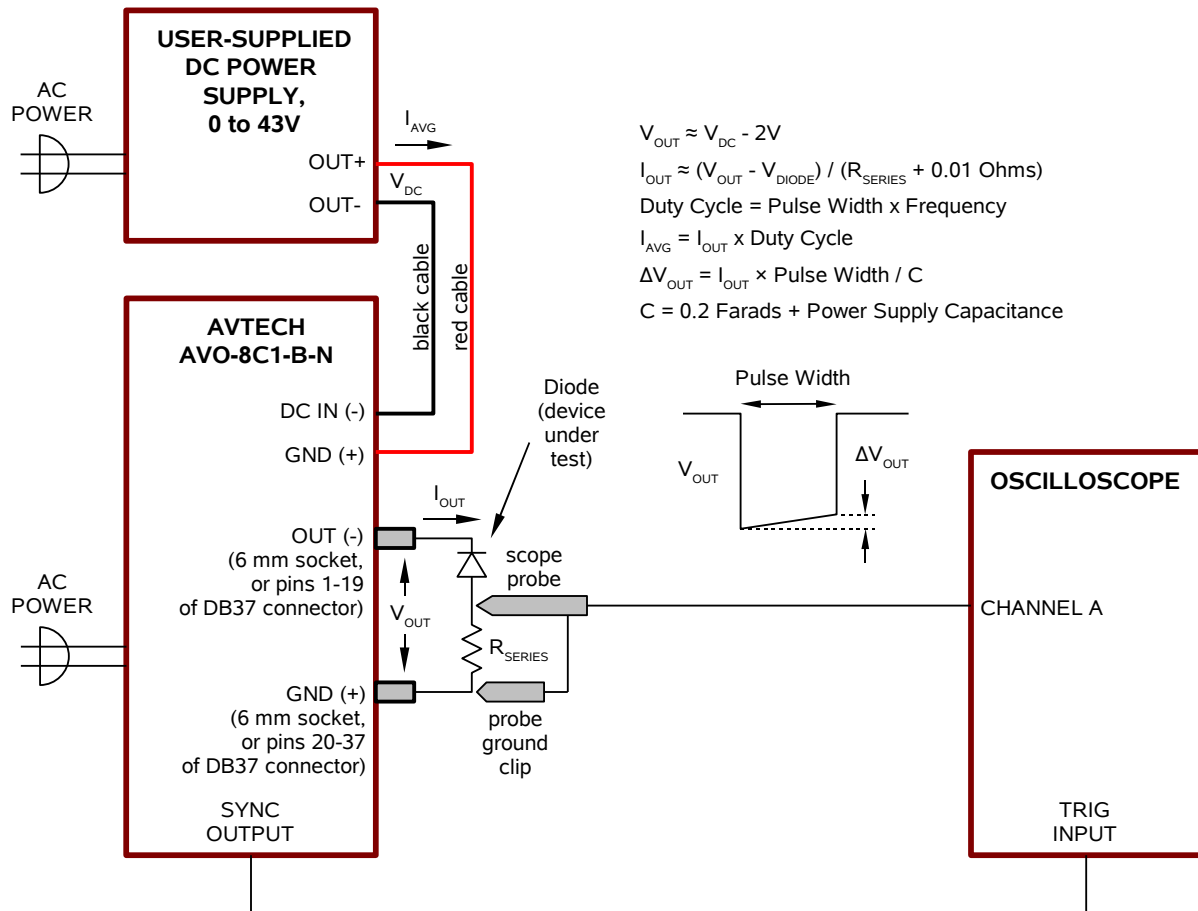 USER-SUPPLIED
DC POWER
SUPPLY,
0 to 43V
AC
POWER
OUT+
OUT-
I_AVG
V_DC
black cable
red cable
V_OUT ≈ V_DC - 2V
I_OUT ≈ (V_OUT - V_DIODE) / (R_SERIES + 0.01 Ohms)
Duty Cycle = Pulse Width x Frequency
I_AVG = I_OUT x Duty Cycle
ΔV_OUT = I_OUT × Pulse Width / C
C = 0.2 Farads + Power Supply Capacitance
AVTECH
AVO-8C1-B-N
DC IN (-)
GND (+)
Diode
(device
under
test)
Pulse Width
V_OUT
ΔV_OUT
OSCILLOSCOPE
I_OUT
OUT (-)
(6 mm socket,
or pins 1-19
of DB37 connector)
AC
POWER
scope
probe
V_OUT
R_SERIES
CHANNEL A
GND (+)
(6 mm socket,
or pins 20-37
of DB37 connector)
probe
ground
clip
SYNC
OUTPUT
TRIG
INPUT